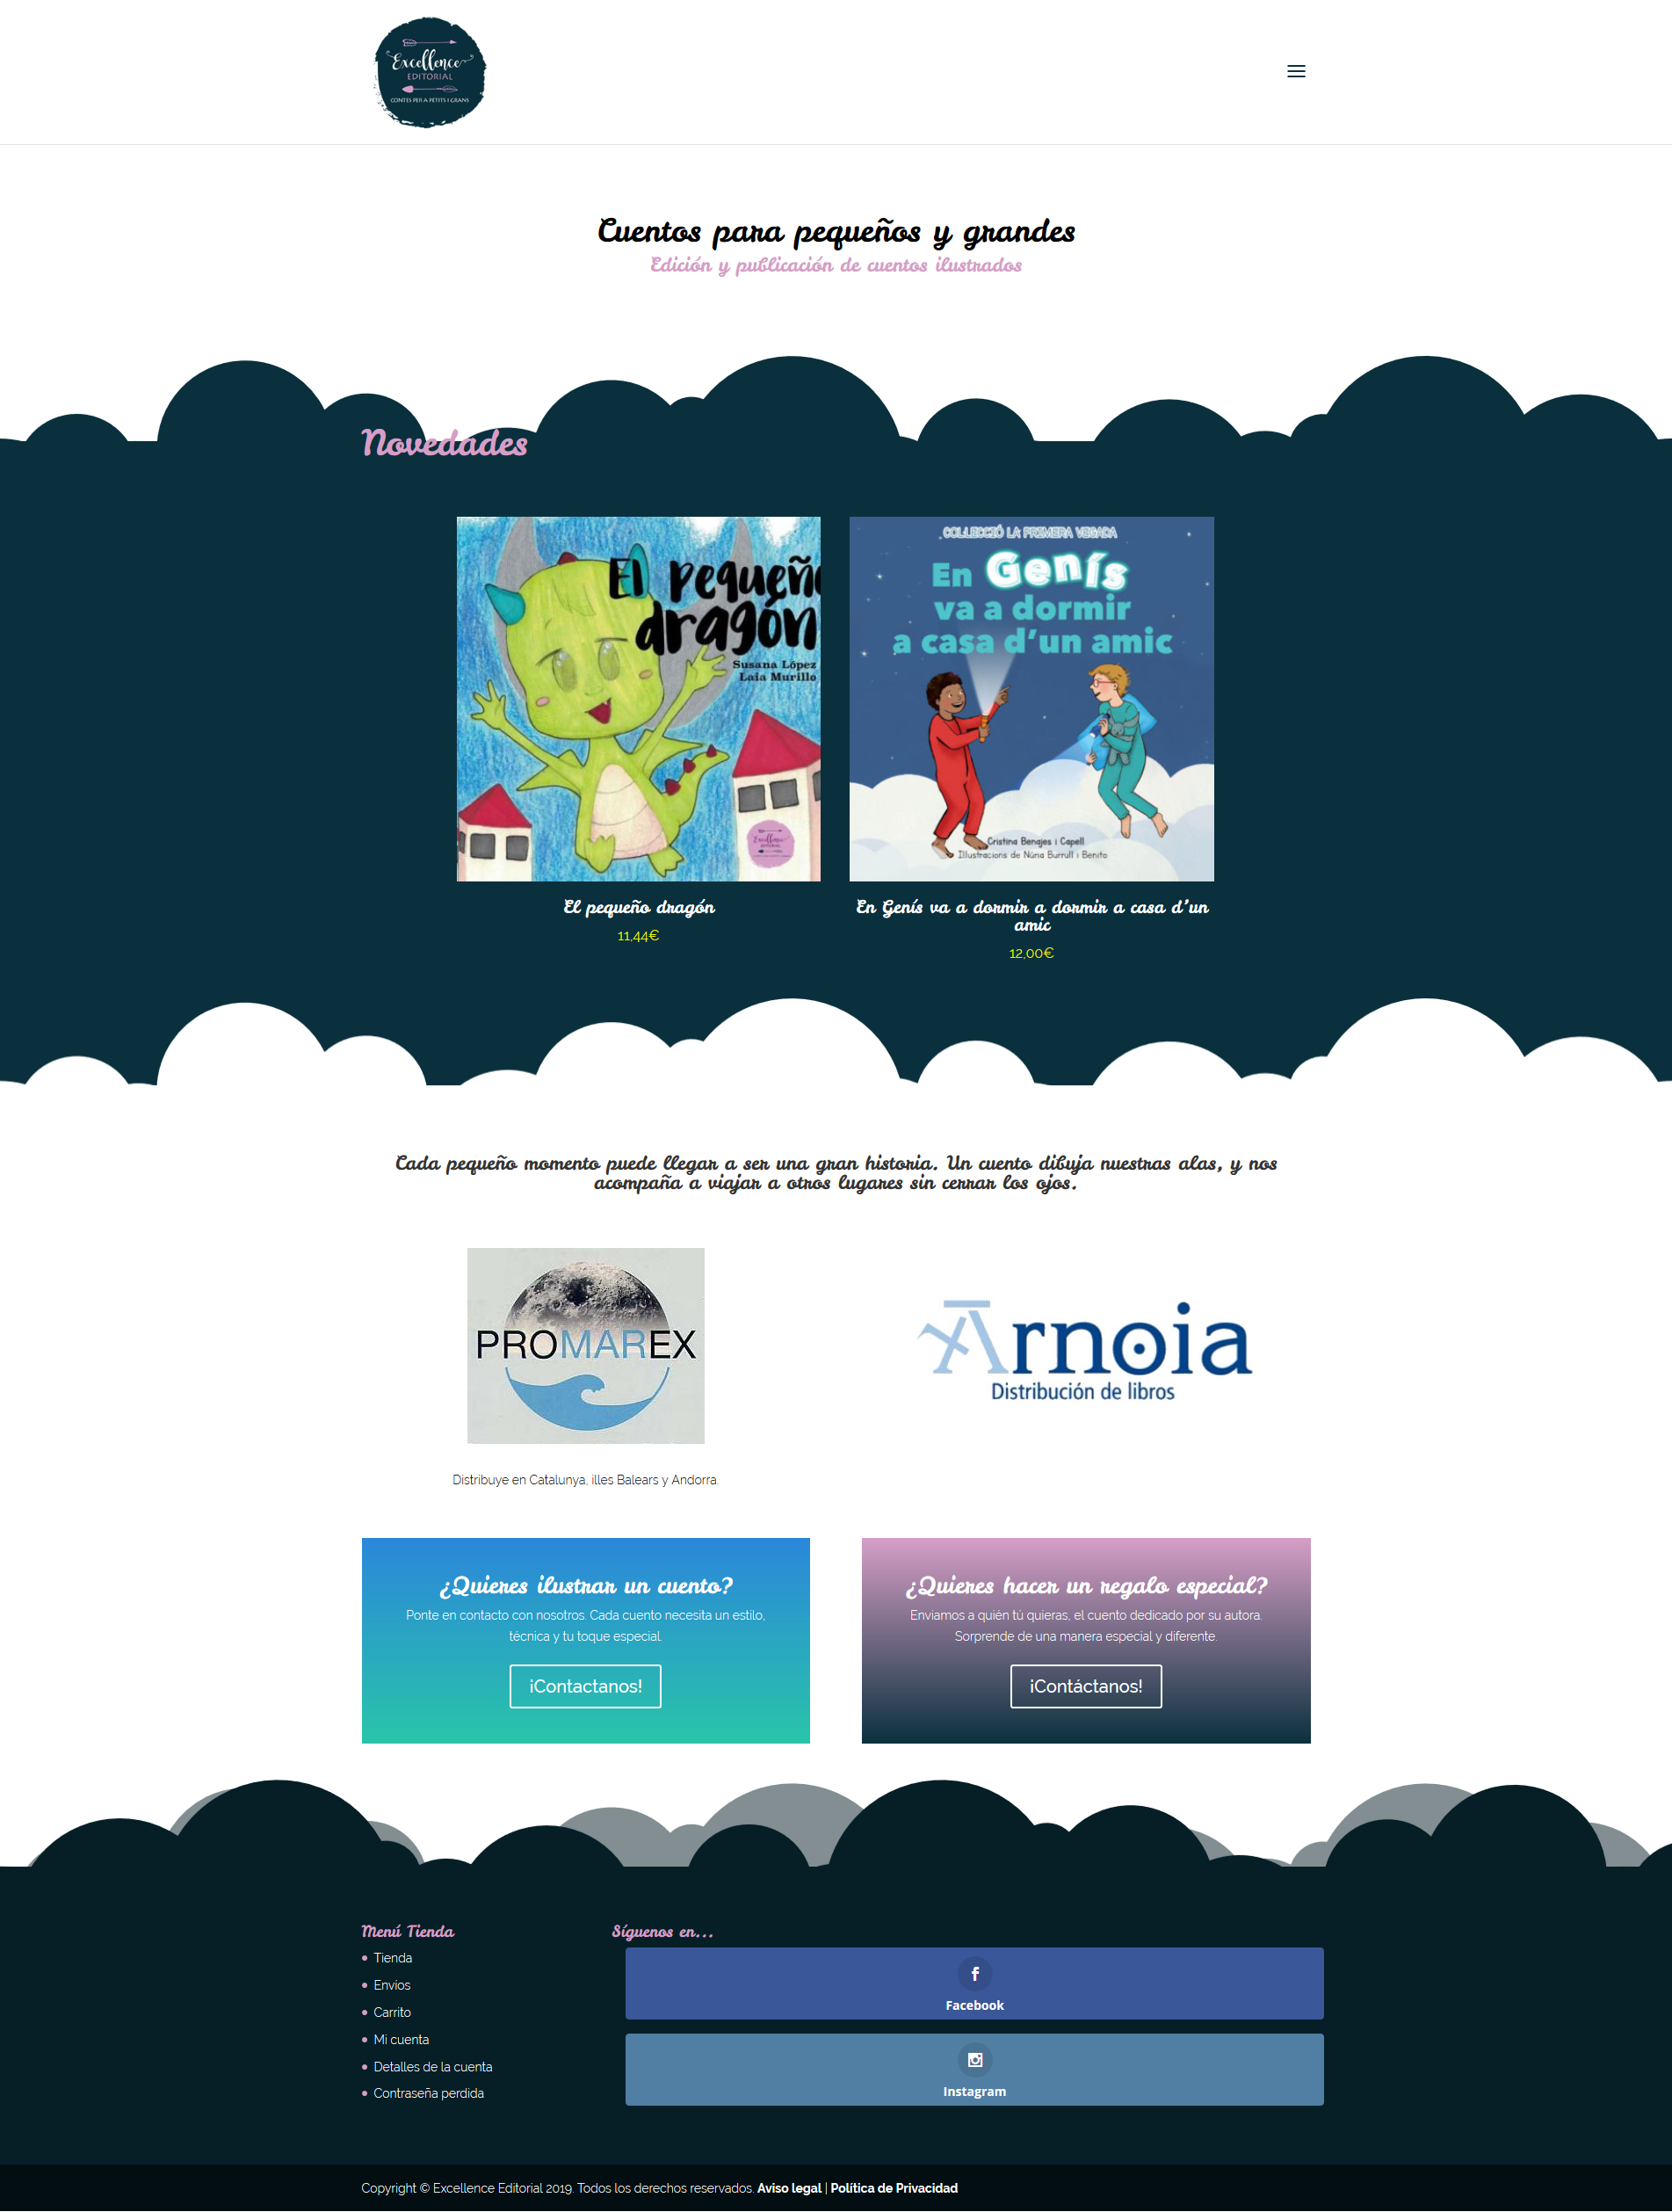 Excellence
EDITORIAL
CONTES PER A PETITS I GRANS
Cuentos para pequeños y grandes
Edición y publicación de cuentos ilustrados
Novedades
El pequeñ
dragón
Susana López
Laia Murillo
Excellence
EDITORIAL
COL·LECCIÓ LA PRIMERA VEGADA
En Genís
va a dormir
a casa d'un amic
Cristina Benajes i Capell
Il·lustracions de Núria Burrull i Benito
El pequeño dragón
11,44€
En Genís va a dormir a dormir a casa d'un
amic
12,00€
Cada pequeño momento puede llegar a ser una gran historia. Un cuento dibuja nuestras alas, y nos
acompaña a viajar a otros lugares sin cerrar los ojos.
PROMAREX
Arnoia
Distribución de libros
Distribuye en Catalunya, illes Balears y Andorra.
¿Quieres ilustrar un cuento?
Ponte en contacto con nosotros. Cada cuento necesita un estilo,
técnica y tu toque especial.
¡Contactanos!
¿Quieres hacer un regalo especial?
Enviamos a quién tú quieras, el cuento dedicado por su autora.
Sorprende de una manera especial y diferente.
¡Contáctanos!
Menú Tienda
Tienda
Envios
Carrito
Mi cuenta
Detalles de la cuenta
Contraseña perdida
Síguenos en...
Facebook
Instagram
Copyright © Excellence Editorial 2019. Todos los derechos reservados. Aviso legal | Política de Privacidad